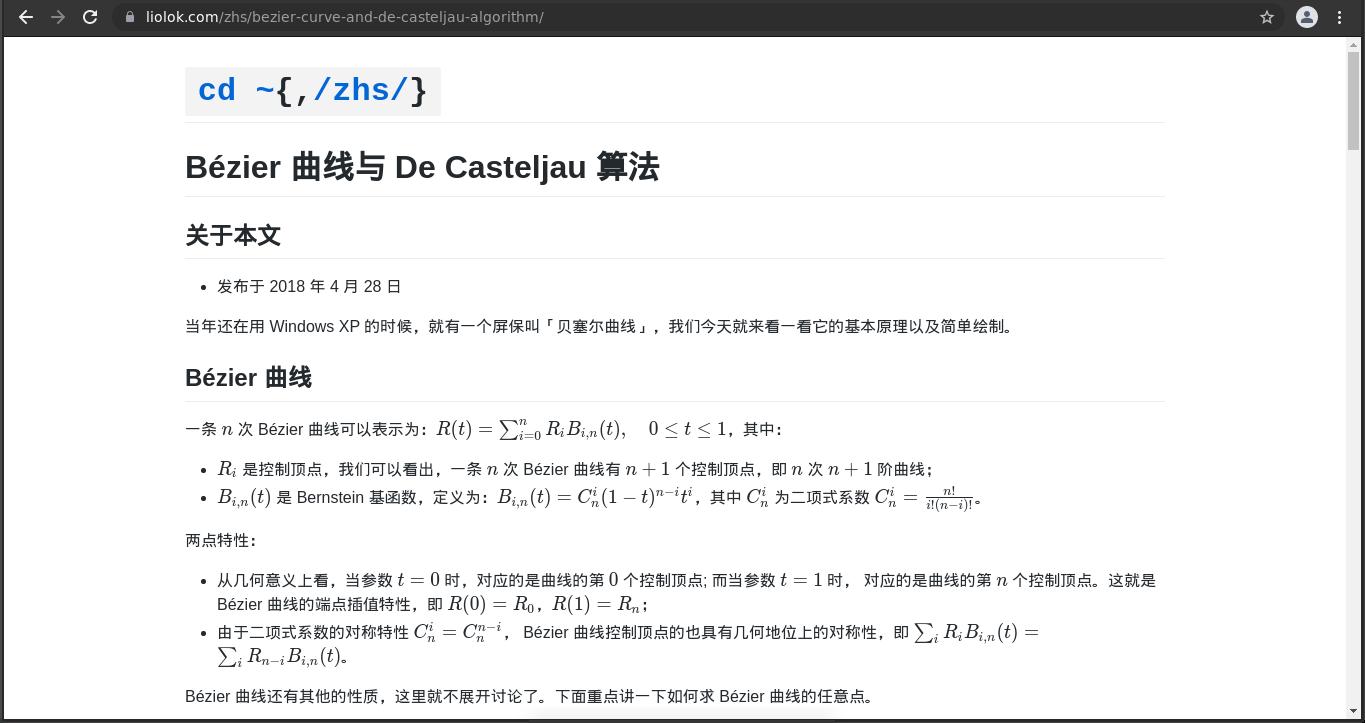 liolok.com/zhs/bezier-curve-and-de-casteljau-algorithm/
cd ~{,/zhs/}
Bézier 曲线与 De Casteljau 算法
关于本文
• 发布于 2018 年 4 月 28 日
当年还在用 Windows XP 的时候，就有一个屏保叫「贝塞尔曲线」，我们今天就来看一看它的基本原理以及简单绘制。
Bézier 曲线
一条 n 次 Bézier 曲线可以表示为：R(t) = ∑_{i=0}^{n} R_i B_{i,n}(t), 0 ≤ t ≤ 1，其中：
• R_i 是控制顶点，我们可以看出，一条 n 次 Bézier 曲线有 n + 1 个控制顶点，即 n 次 n + 1 阶曲线；
• B_{i,n}(t) 是 Bernstein 基函数，定义为：B_{i,n}(t) = C_n^i (1 − t)^{n−i} t^i，其中 C_n^i 为二项式系数 C_n^i = \frac{n!}{i!(n−i)!}。
两点特性：
• 从几何意义上看，当参数 t = 0 时，对应的是曲线的第 0 个控制顶点; 而当参数 t = 1 时， 对应的是曲线的第 n 个控制顶点。这就是
Bézier 曲线的端点插值特性，即 R(0) = R_0，R(1) = R_n；
• 由于二项式系数的对称特性 C_n^i = C_n^{n−i}， Bézier 曲线控制顶点的也具有几何地位上的对称性，即 ∑_i R_i B_{i,n}(t) =
∑_i R_{n−i} B_{i,n}(t)。
Bézier 曲线还有其他的性质，这里就不展开讨论了。下面重点讲一下如何求 Bézier 曲线的任意点。